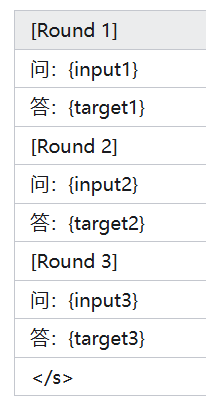 [Round 1]
问：{input1}
答：{target1}
[Round 2]
问：{input2}
答：{target2}
[Round 3]
问：{input3}
答：{target3}
</s>